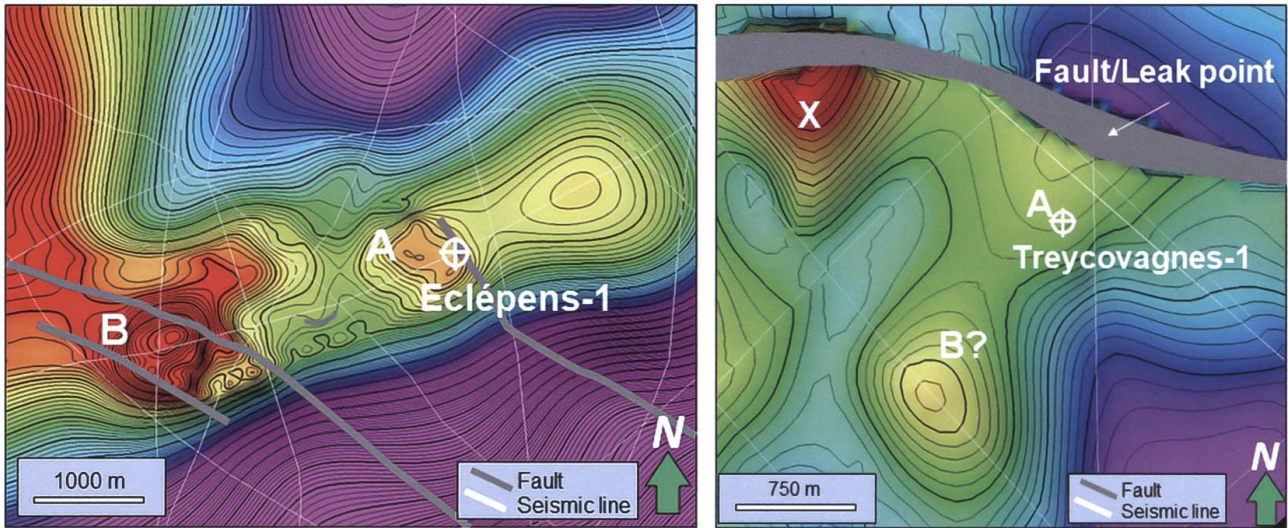 A
Eclépens-1
B
N
1000 m
Fault
Seismic line
Fault/Leak point
X
A
Treycovagnes-1
B?
N
750 m
Fault
Seismic line